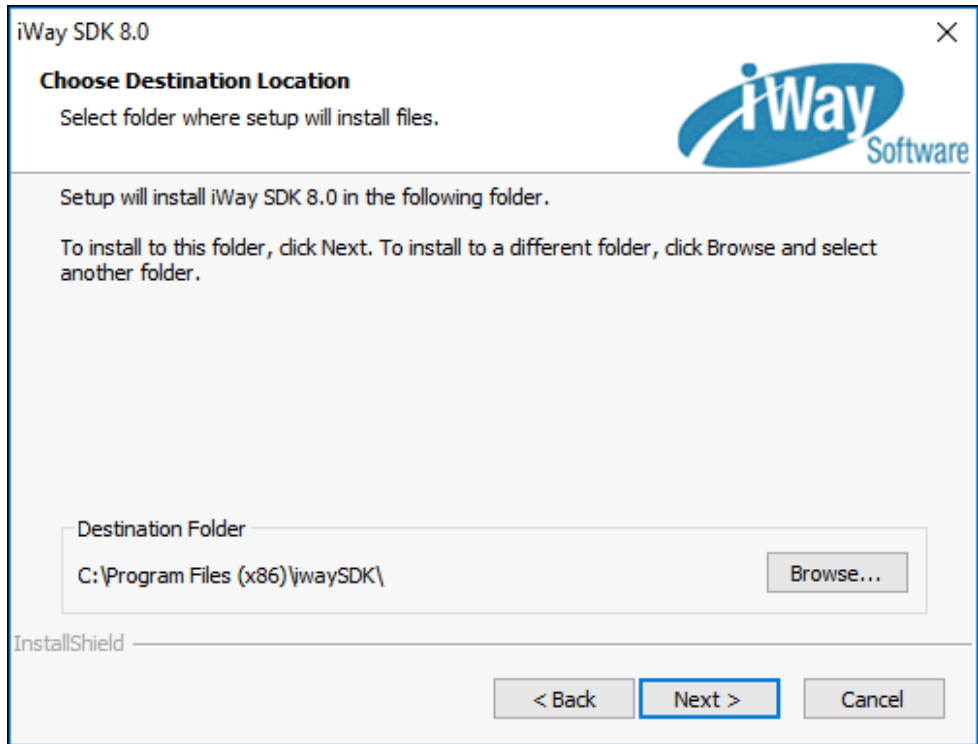 iWay SDK 8.0
Choose Destination Location
Select folder where setup will install files.
iWay
Software
Setup will install iWay SDK 8.0 in the following folder.
To install to this folder, click Next. To install to a different folder, click Browse and select
another folder.
Destination Folder
C:\Program Files (x86)\iwaySDK\
Browse...
InstallShield
< Back
Next >
Cancel